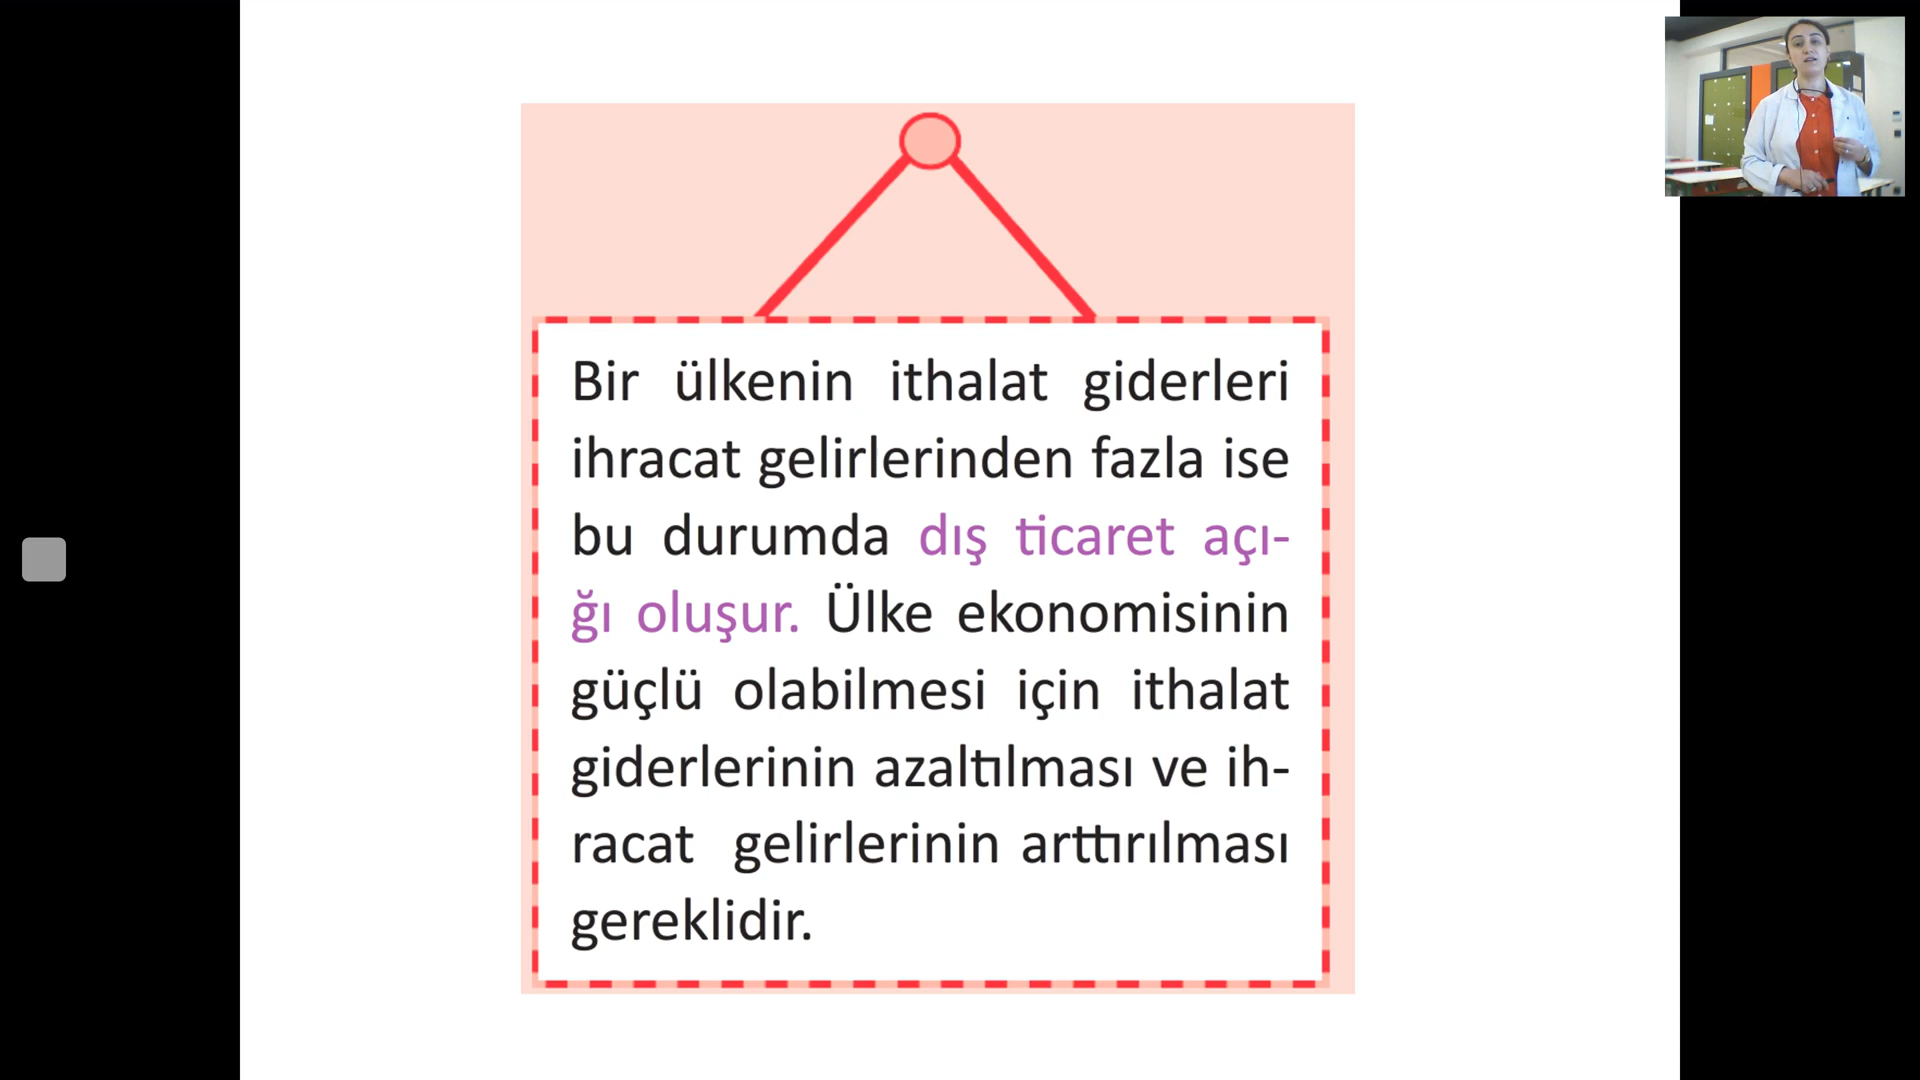 Bir ülkenin ithalat giderleri
ihracat gelirlerinden fazla ise
bu durumda dış ticaret açı-
ğı oluşur. Ülke ekonomisinin
güçlü olabilmesi için ithalat
giderlerinin azaltılması ve ih-
racat gelirlerinin arttırılması
gereklidir.